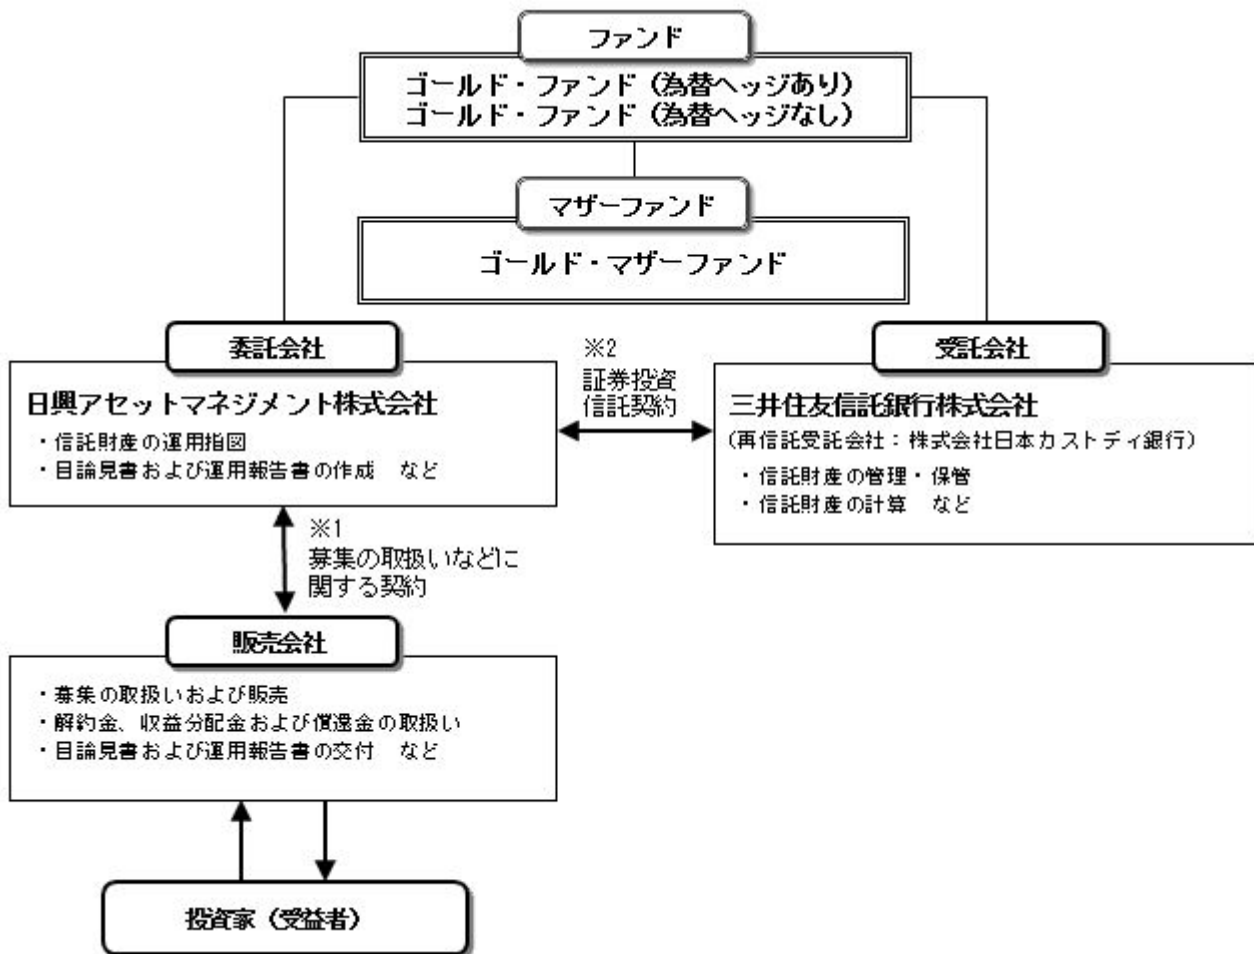 ファンド
ゴールド・ファンド（為替ヘッジあり）
ゴールド・ファンド（為替ヘッジなし）
マザーファンド
ゴールド・マザーファンド
委託会社
日興アセットマネジメント株式会社
・信託財産の運用指図
・目論見書および運用報告書の作成　など
※2
証券投資
信託契約
受託会社
三井住友信託銀行株式会社
（再信託受託会社：株式会社日本カストディ銀行）
・信託財産の管理・保管
・信託財産の計算　など
※1
募集の取扱いなどに
関する契約
販売会社
・募集の取扱いおよび販売
・解約金、収益分配金および償還金の取扱い
・目論見書および運用報告書の交付　など
投資家（受益者）